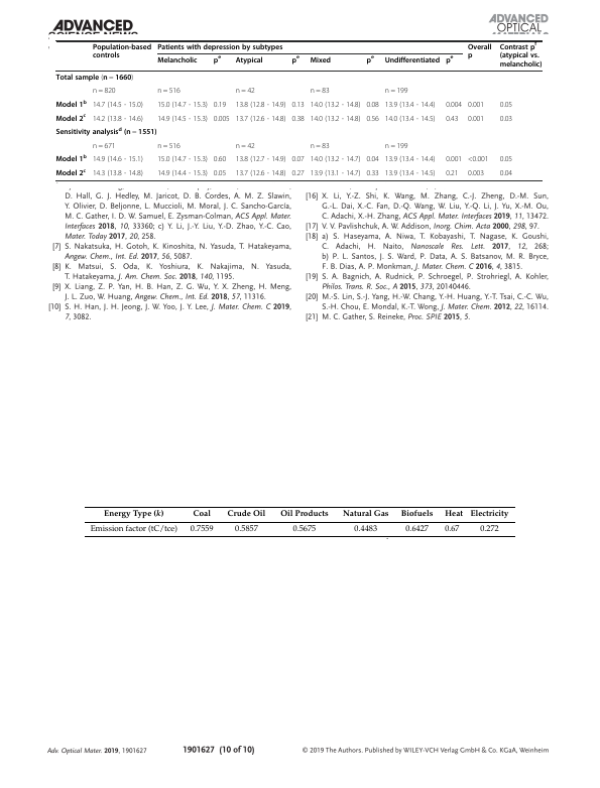 ADVANCED
SCIENCE NEWS
ADVANCED
OPTICAL
MATERIALS
Population-based controls Patients with depression by subtypes Overall p Contrast pᶠ (atypical vs. melancholic)
Melancholic pᵉ Atypical pᵉ Mixed pᵉ Undifferentiated pᵉ
Total sample (n = 1660)
n = 820 n = 516 n = 42 n = 83 n = 199
Model 1ᵇ 14.7 (14.5 - 15.0) 15.0 (14.7 - 15.3) 0.19 13.8 (12.8 - 14.9) 0.13 14.0 (13.2 - 14.8) 0.08 13.9 (13.4 - 14.4) 0.004 0.001 0.05
Model 2ᶜ 14.2 (13.8 - 14.6) 14.9 (14.5 - 15.3) 0.005 13.7 (12.6 - 14.8) 0.38 14.0 (13.2 - 14.8) 0.56 14.0 (13.4 - 14.5) 0.43 0.001 0.03
Sensitivity analysisᵈ (n = 1551)
n = 671 n = 516 n = 42 n = 83 n = 199
Model 1ᵇ 14.9 (14.6 - 15.1) 15.0 (14.7 - 15.3) 0.60 13.8 (12.7 - 14.9) 0.07 14.0 (13.2 - 14.7) 0.04 13.9 (13.4 - 14.4) 0.001 <0.001 0.05
Model 2ᶜ 14.3 (13.8 - 14.8) 14.9 (14.4 - 15.3) 0.05 13.7 (12.6 - 14.8) 0.27 13.9 (13.1 - 14.7) 0.33 13.9 (13.4 - 14.5) 0.21 0.003 0.04
D. Hall, G. J. Hedley, M. Jaricot, D. B. Cordes, A. M. Z. Slawin,
Y. Olivier, D. Beljonne, L. Muccioli, M. Moral, J. C. Sancho-Garcia,
M. C. Gather, I. D. W. Samuel, E. Zysman-Colman, ACS Appl. Mater.
Interfaces 2018, 10, 33360; c) Y. Li, J.-Y. Liu, Y.-D. Zhao, Y.-C. Cao,
Mater. Today 2017, 20, 258.
[7] S. Nakatsuka, H. Gotoh, K. Kinoshita, N. Yasuda, T. Hatakeyama,
Angew. Chem., Int. Ed. 2017, 56, 5087.
[8] K. Matsui, S. Oda, K. Yoshiura, K. Nakajima, N. Yasuda,
T. Hatakeyama, J. Am. Chem. Soc. 2018, 140, 1195.
[9] X. Liang, Z. P. Yan, H. B. Han, Z. G. Wu, Y. X. Zheng, H. Meng,
J. L. Zuo, W. Huang, Angew. Chem., Int. Ed. 2018, 57, 11316.
[10] S. H. Han, J. H. Jeong, J. W. Yoo, J. Y. Lee, J. Mater. Chem. C 2019,
7, 3082.
[16] X. Li, Y.-Z. Shi, K. Wang, M. Zhang, C.-J. Zheng, D.-M. Sun,
G.-L. Dai, X.-C. Fan, D.-Q. Wang, W. Liu, Y.-Q. Li, J. Yu, X.-M. Ou,
C. Adachi, X.-H. Zhang, ACS Appl. Mater. Interfaces 2019, 11, 13472.
[17] V. V. Pavlishchuk, A. W. Addison, Inorg. Chim. Acta 2000, 298, 97.
[18] a) S. Haseyama, A. Niwa, T. Kobayashi, T. Nagase, K. Goushi,
C. Adachi, H. Naito, Nanoscale Res. Lett. 2017, 12, 268;
b) P. L. Santos, J. S. Ward, P. Data, A. S. Batsanov, M. R. Bryce,
F. B. Dias, A. P. Monkman, J. Mater. Chem. C 2016, 4, 3815.
[19] S. A. Bagnich, A. Rudnick, P. Schroegel, P. Strohriegl, A. Kohler,
Philos. Trans. R. Soc., A 2015, 373, 20140446.
[20] M.-S. Lin, S.-J. Yang, H.-W. Chang, Y.-H. Huang, Y.-T. Tsai, C.-C. Wu,
S.-H. Chou, E. Mondal, K.-T. Wong, J. Mater. Chem. 2012, 22, 16114.
[21] M. C. Gather, S. Reineke, Proc. SPIE 2015, 5.
Energy Type (k) Coal Crude Oil Oil Products Natural Gas Biofuels Heat Electricity
Emission factor (tC/tce) 0.7559 0.5857 0.5675 0.4483 0.6427 0.67 0.272
Adv. Optical Mater. 2019, 1901627
1901627 (10 of 10)
© 2019 The Authors. Published by WILEY-VCH Verlag GmbH & Co. KGaA, Weinheim